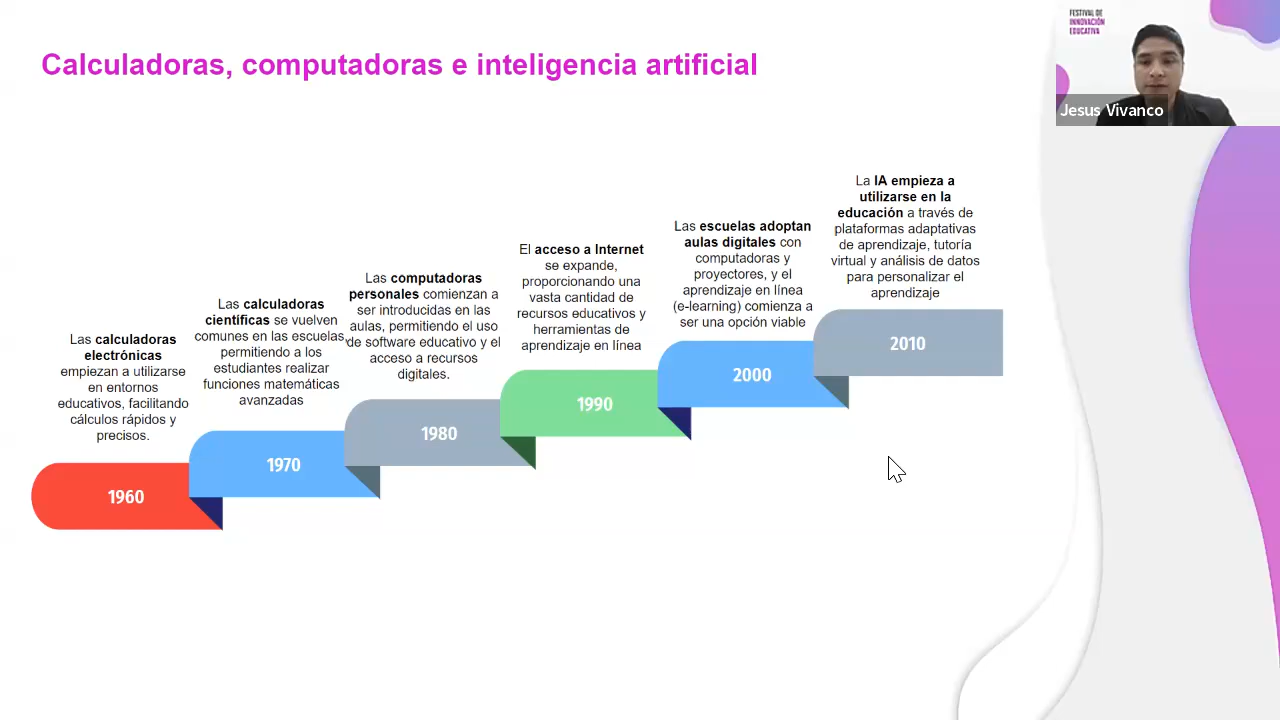 Calculadoras, computadoras e inteligencia artificial
FESTIVAL DE
INNOVACIÓN
EDUCATIVA
Jesus Vivanco
Las calculadoras
electrónicas
empiezan a utilizarse
en entornos
educativos, facilitando
cálculos rápidos y
precisos.
1960
Las calculadoras
científicas se vuelven
comunes en las escuelas,
permitiendo a los
estudiantes realizar
funciones matemáticas
avanzadas
1970
Las computadoras
personales comienzan a
ser introducidas en las
aulas, permitiendo el uso
de software educativo y el
acceso a recursos
digitales.
1980
El acceso a Internet
se expande,
proporcionando una
vasta cantidad de
recursos educativos y
herramientas de
aprendizaje en línea
1990
Las escuelas adoptan
aulas digitales con
computadoras y
proyectores, y el
aprendizaje en línea
(e-learning) comienza a
ser una opción viable
2000
La IA empieza a
utilizarse en la
educación a través de
plataformas adaptativas
de aprendizaje, tutoría
virtual y análisis de datos
para personalizar el
aprendizaje
2010